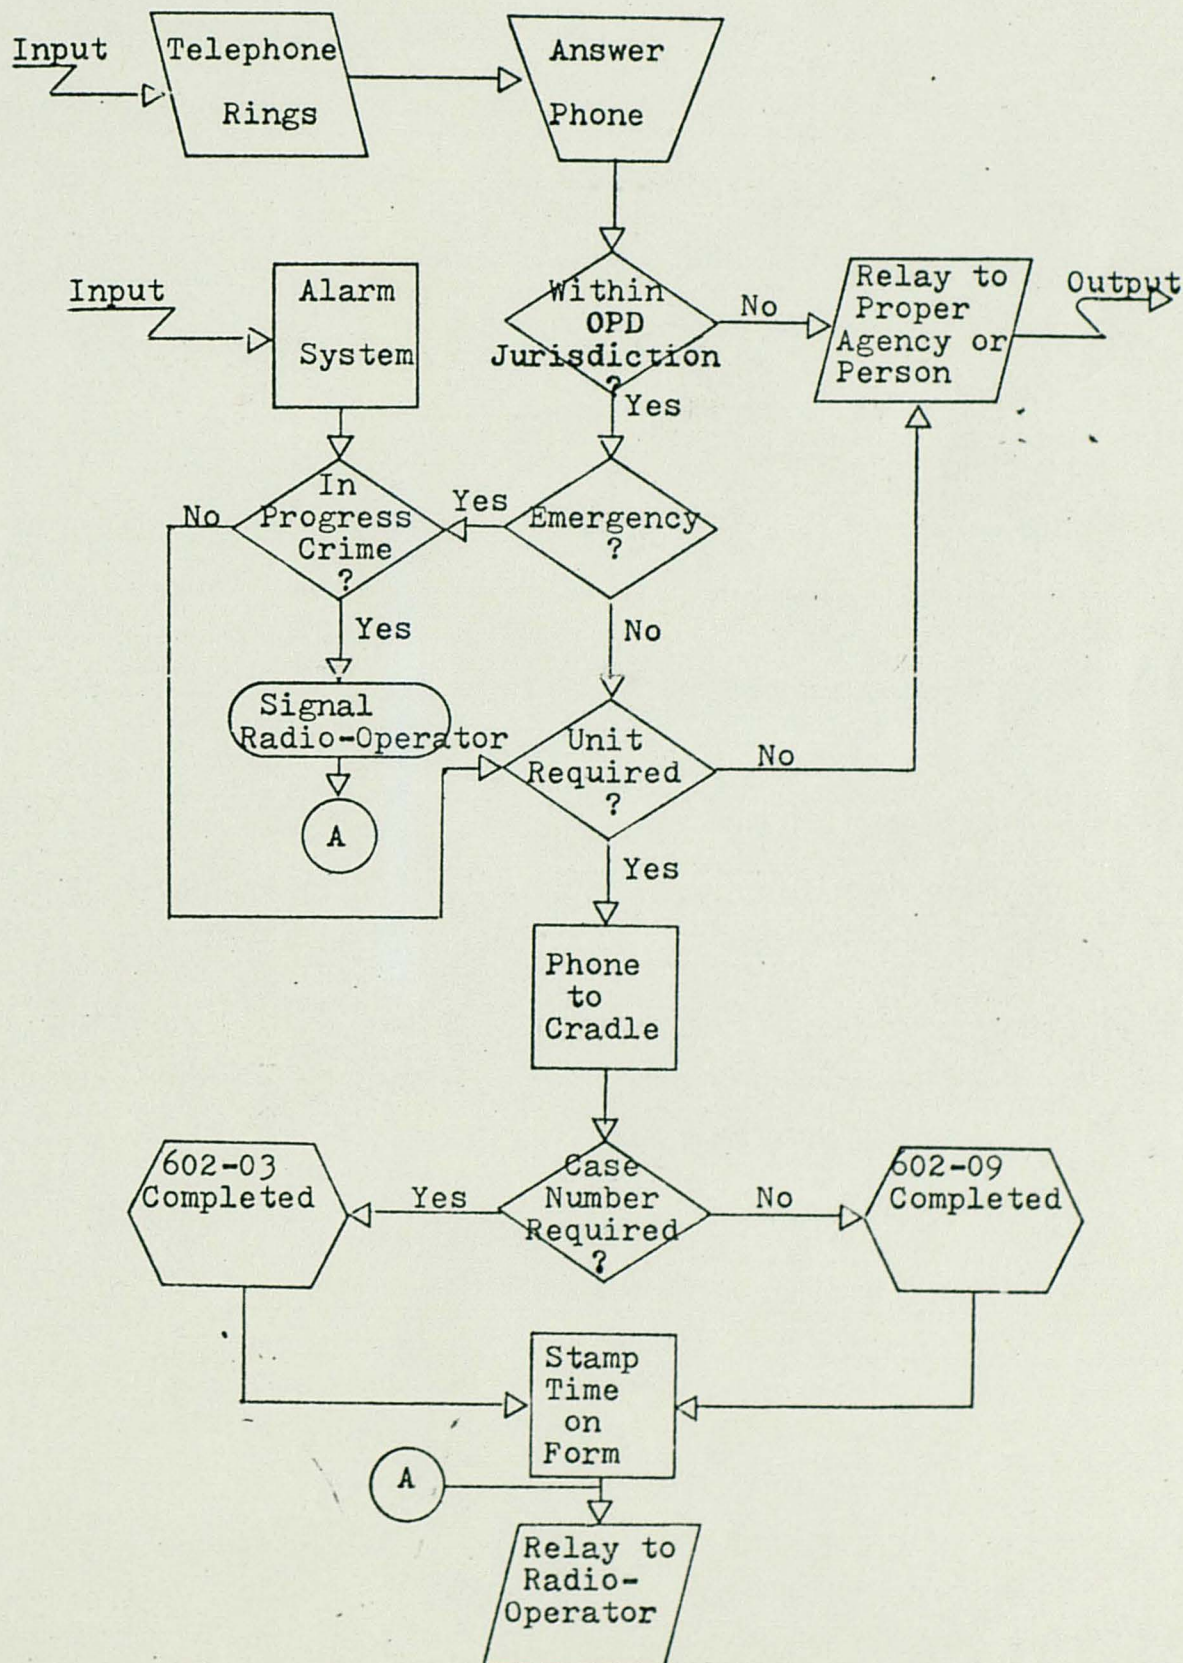 Input
Telephone
Rings
Answer
Phone
Input
Alarm
System
Within
OPD
Jurisdiction
?
No
Relay to
Proper
Agency or
Person
Output
Yes
No
In
Progress
Crime
?
Yes
Emergency
?
Yes
No
Signal
Radio-Operator
A
Unit
Required
?
No
Yes
Phone
to
Cradle
602-03
Completed
Yes
Case
Number
Required
?
No
602-09
Completed
Stamp
Time
on
Form
A
Relay to
Radio-
Operator